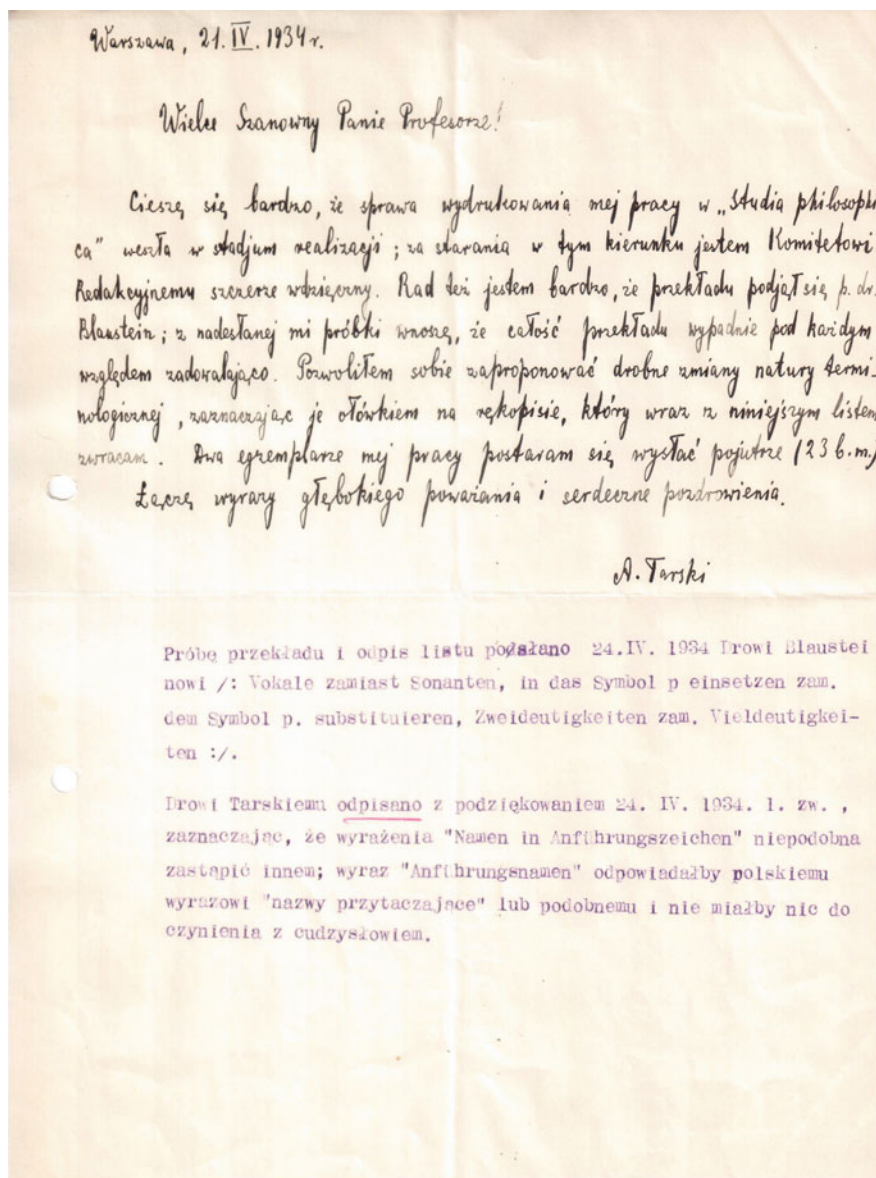 Warszawa, 21. IV. 1934 r.
Wielce Szanowny Panie Profesorze!
Cieszę się bardzo, że sprawa wydrukowania mej pracy w „Studia philosophi
ca" weszła w stadjum realizacji; za starania w tym kierunku jestem Komitetowi
Redakcyjnemu szczerze wdzięczny. Rad też jestem bardzo, że przekładu podjął się p. dr.
Blaustein; z nadesłanej mi próbki wnoszę, że całość przekładu wypadnie pod każdym
względem zadowalająco. Pozwoliłem sobie zaproponować drobne zmiany natury termi-
nologicznej, zaznaczając je ołówkiem na rękopisie, który wraz z niniejszym listem
zwracam. Dwa egzemplarze mej pracy postaram się wysłać pojutrze (23 b.m.)
Łączę wyrazy głębokiego poważania i serdeczne pozdrowienia.
A. Tarski
Próbę przekładu i odpis listu posłano 24.IV. 1934 Drowi Blaustei
nowi /: Vokale zamiast Sonanten, in das Symbol p einsetzen zam.
dem Symbol p. substituieren, Zweideutigkeiten zam. Vieldeutigkei-
ten :/.
Drowi Tarskiemu odpisano z podziękowaniem 24. IV. 1934. l. zw. ,
zaznaczając, że wyrażenia "Namen in Anführungszeichen" niepodobna
zastąpić innem; wyraz "Anführungsnamen" odpowiadałby polskiemu
wyrazowi "nazwy przytaczające" lub podobnemu i nie miałby nic do
czynienia z cudzysłowiem.